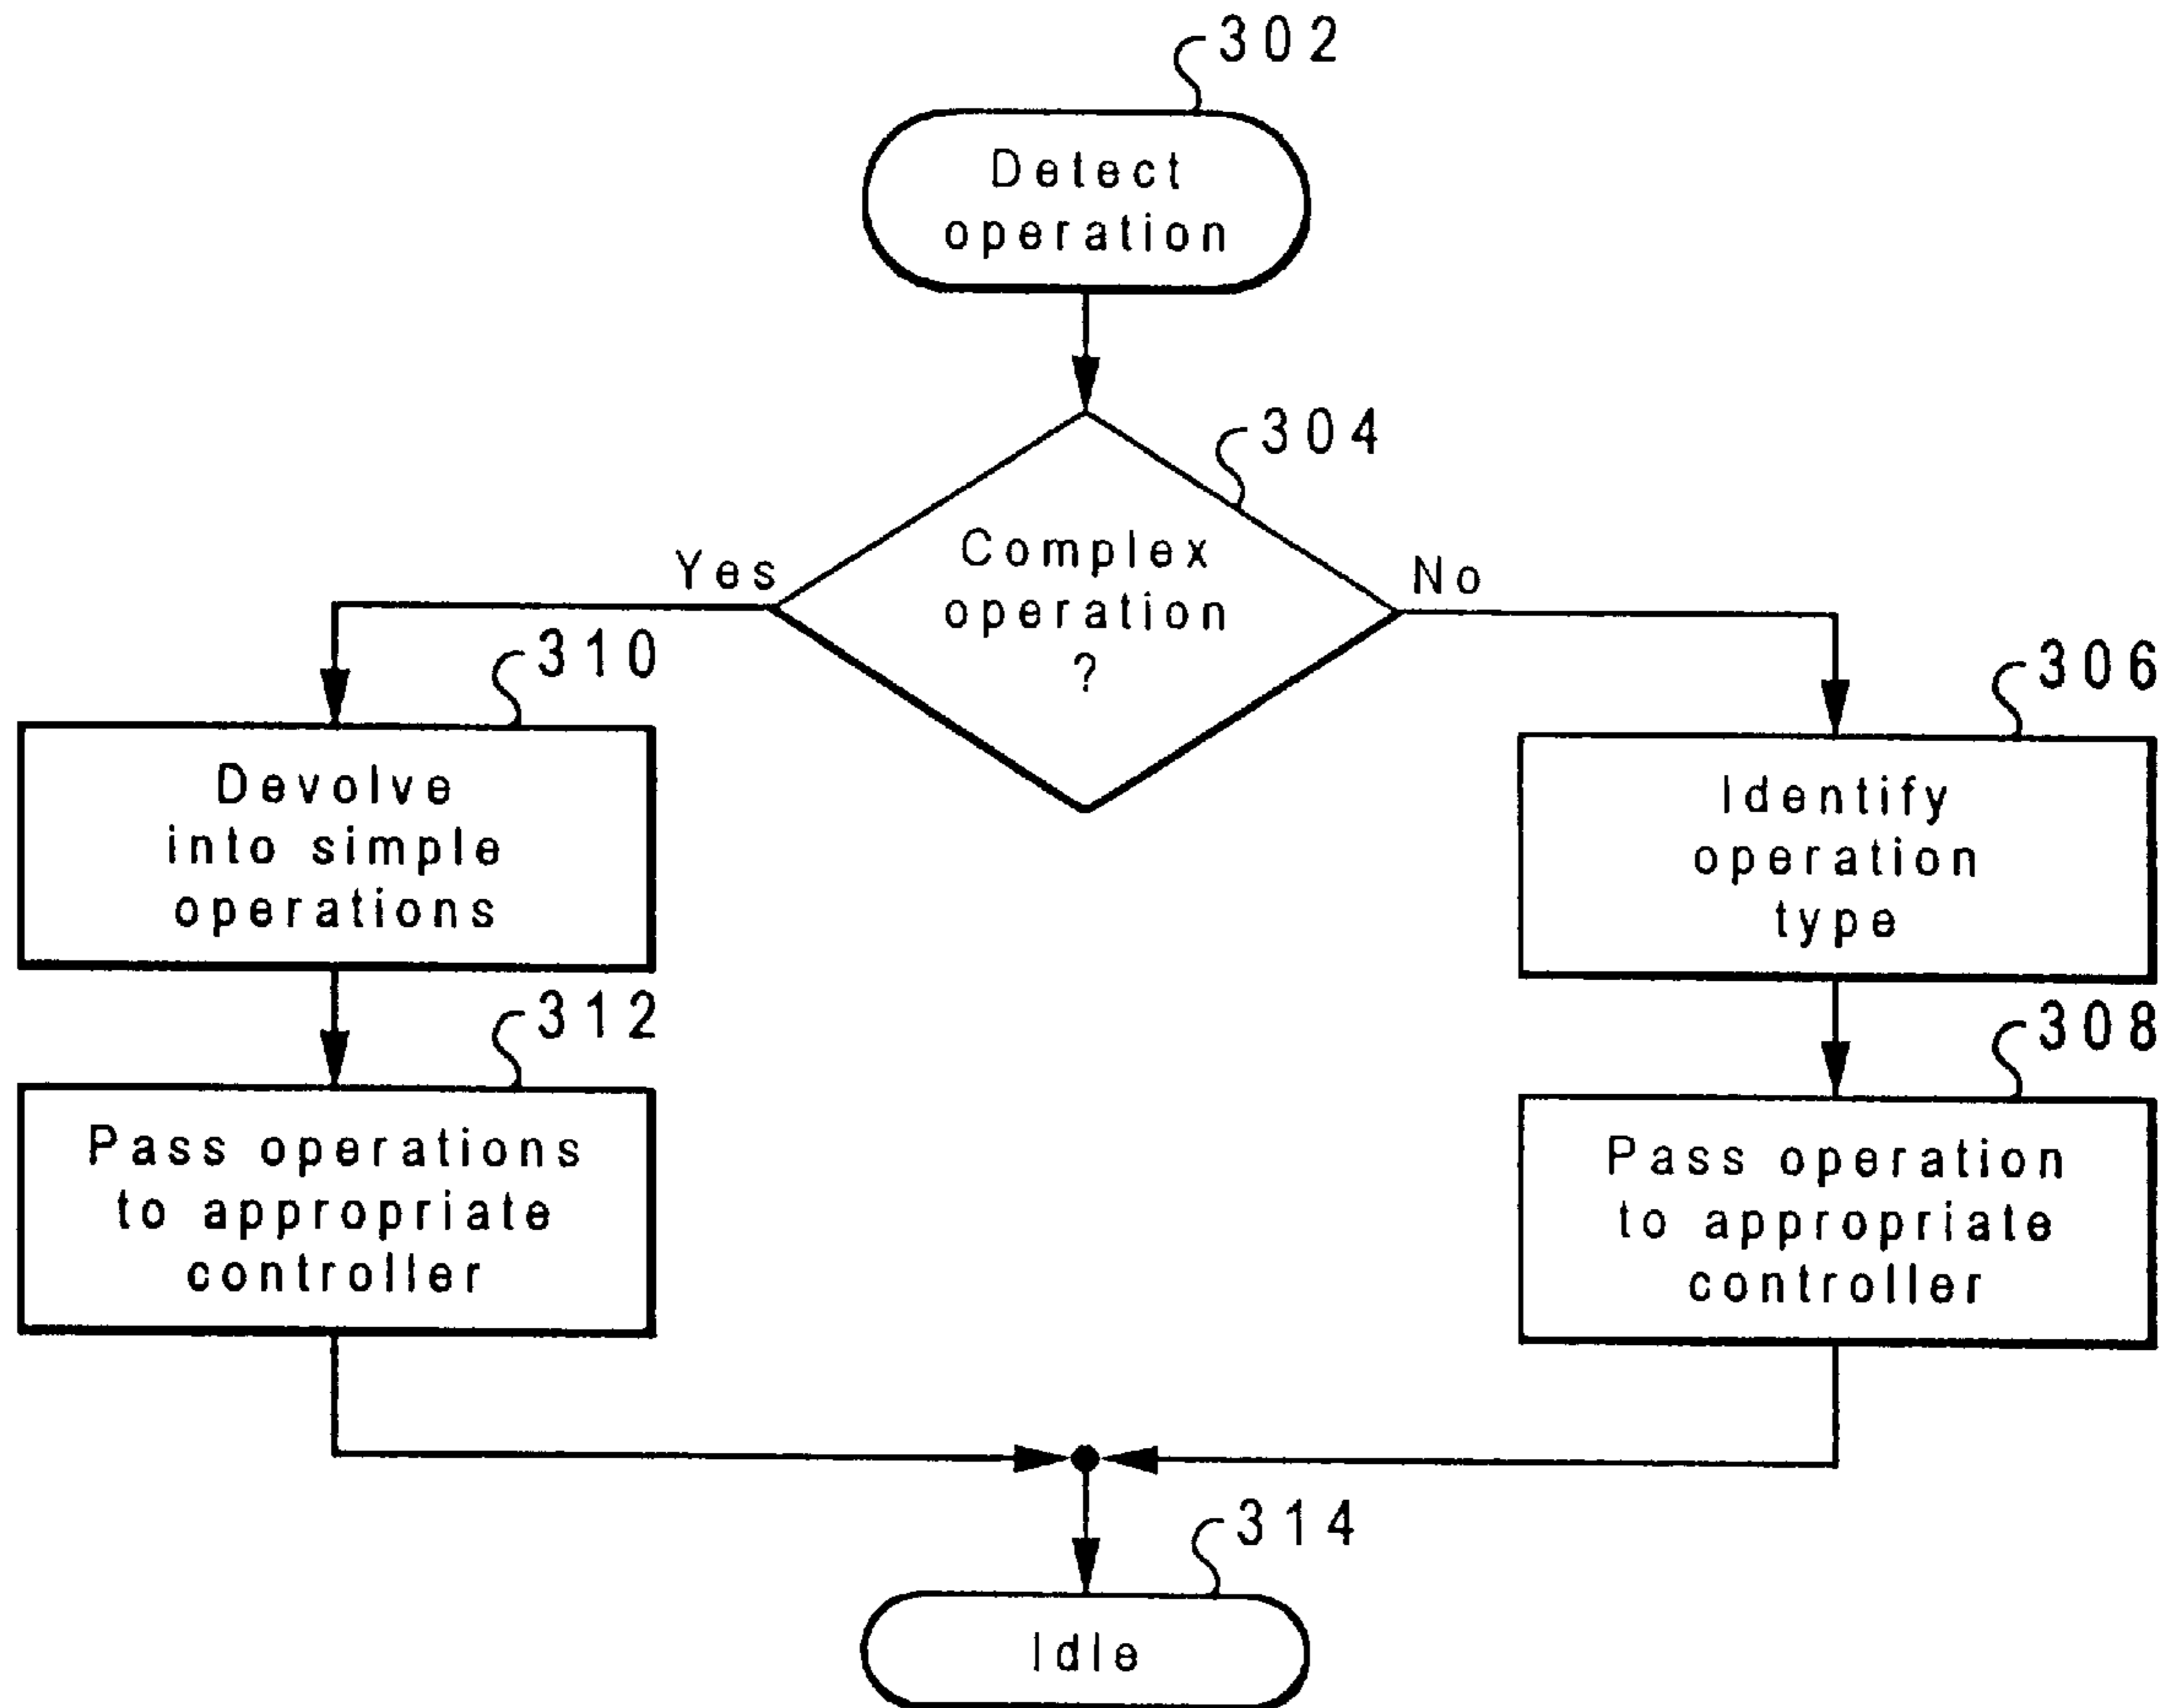 302
Detect
operation
304
Complex
operation
?
Yes
No
310
Devolve
into simple
operations
306
Identify
operation
type
312
Pass operations
to appropriate
controller
308
Pass operation
to appropriate
controller
314
Idle